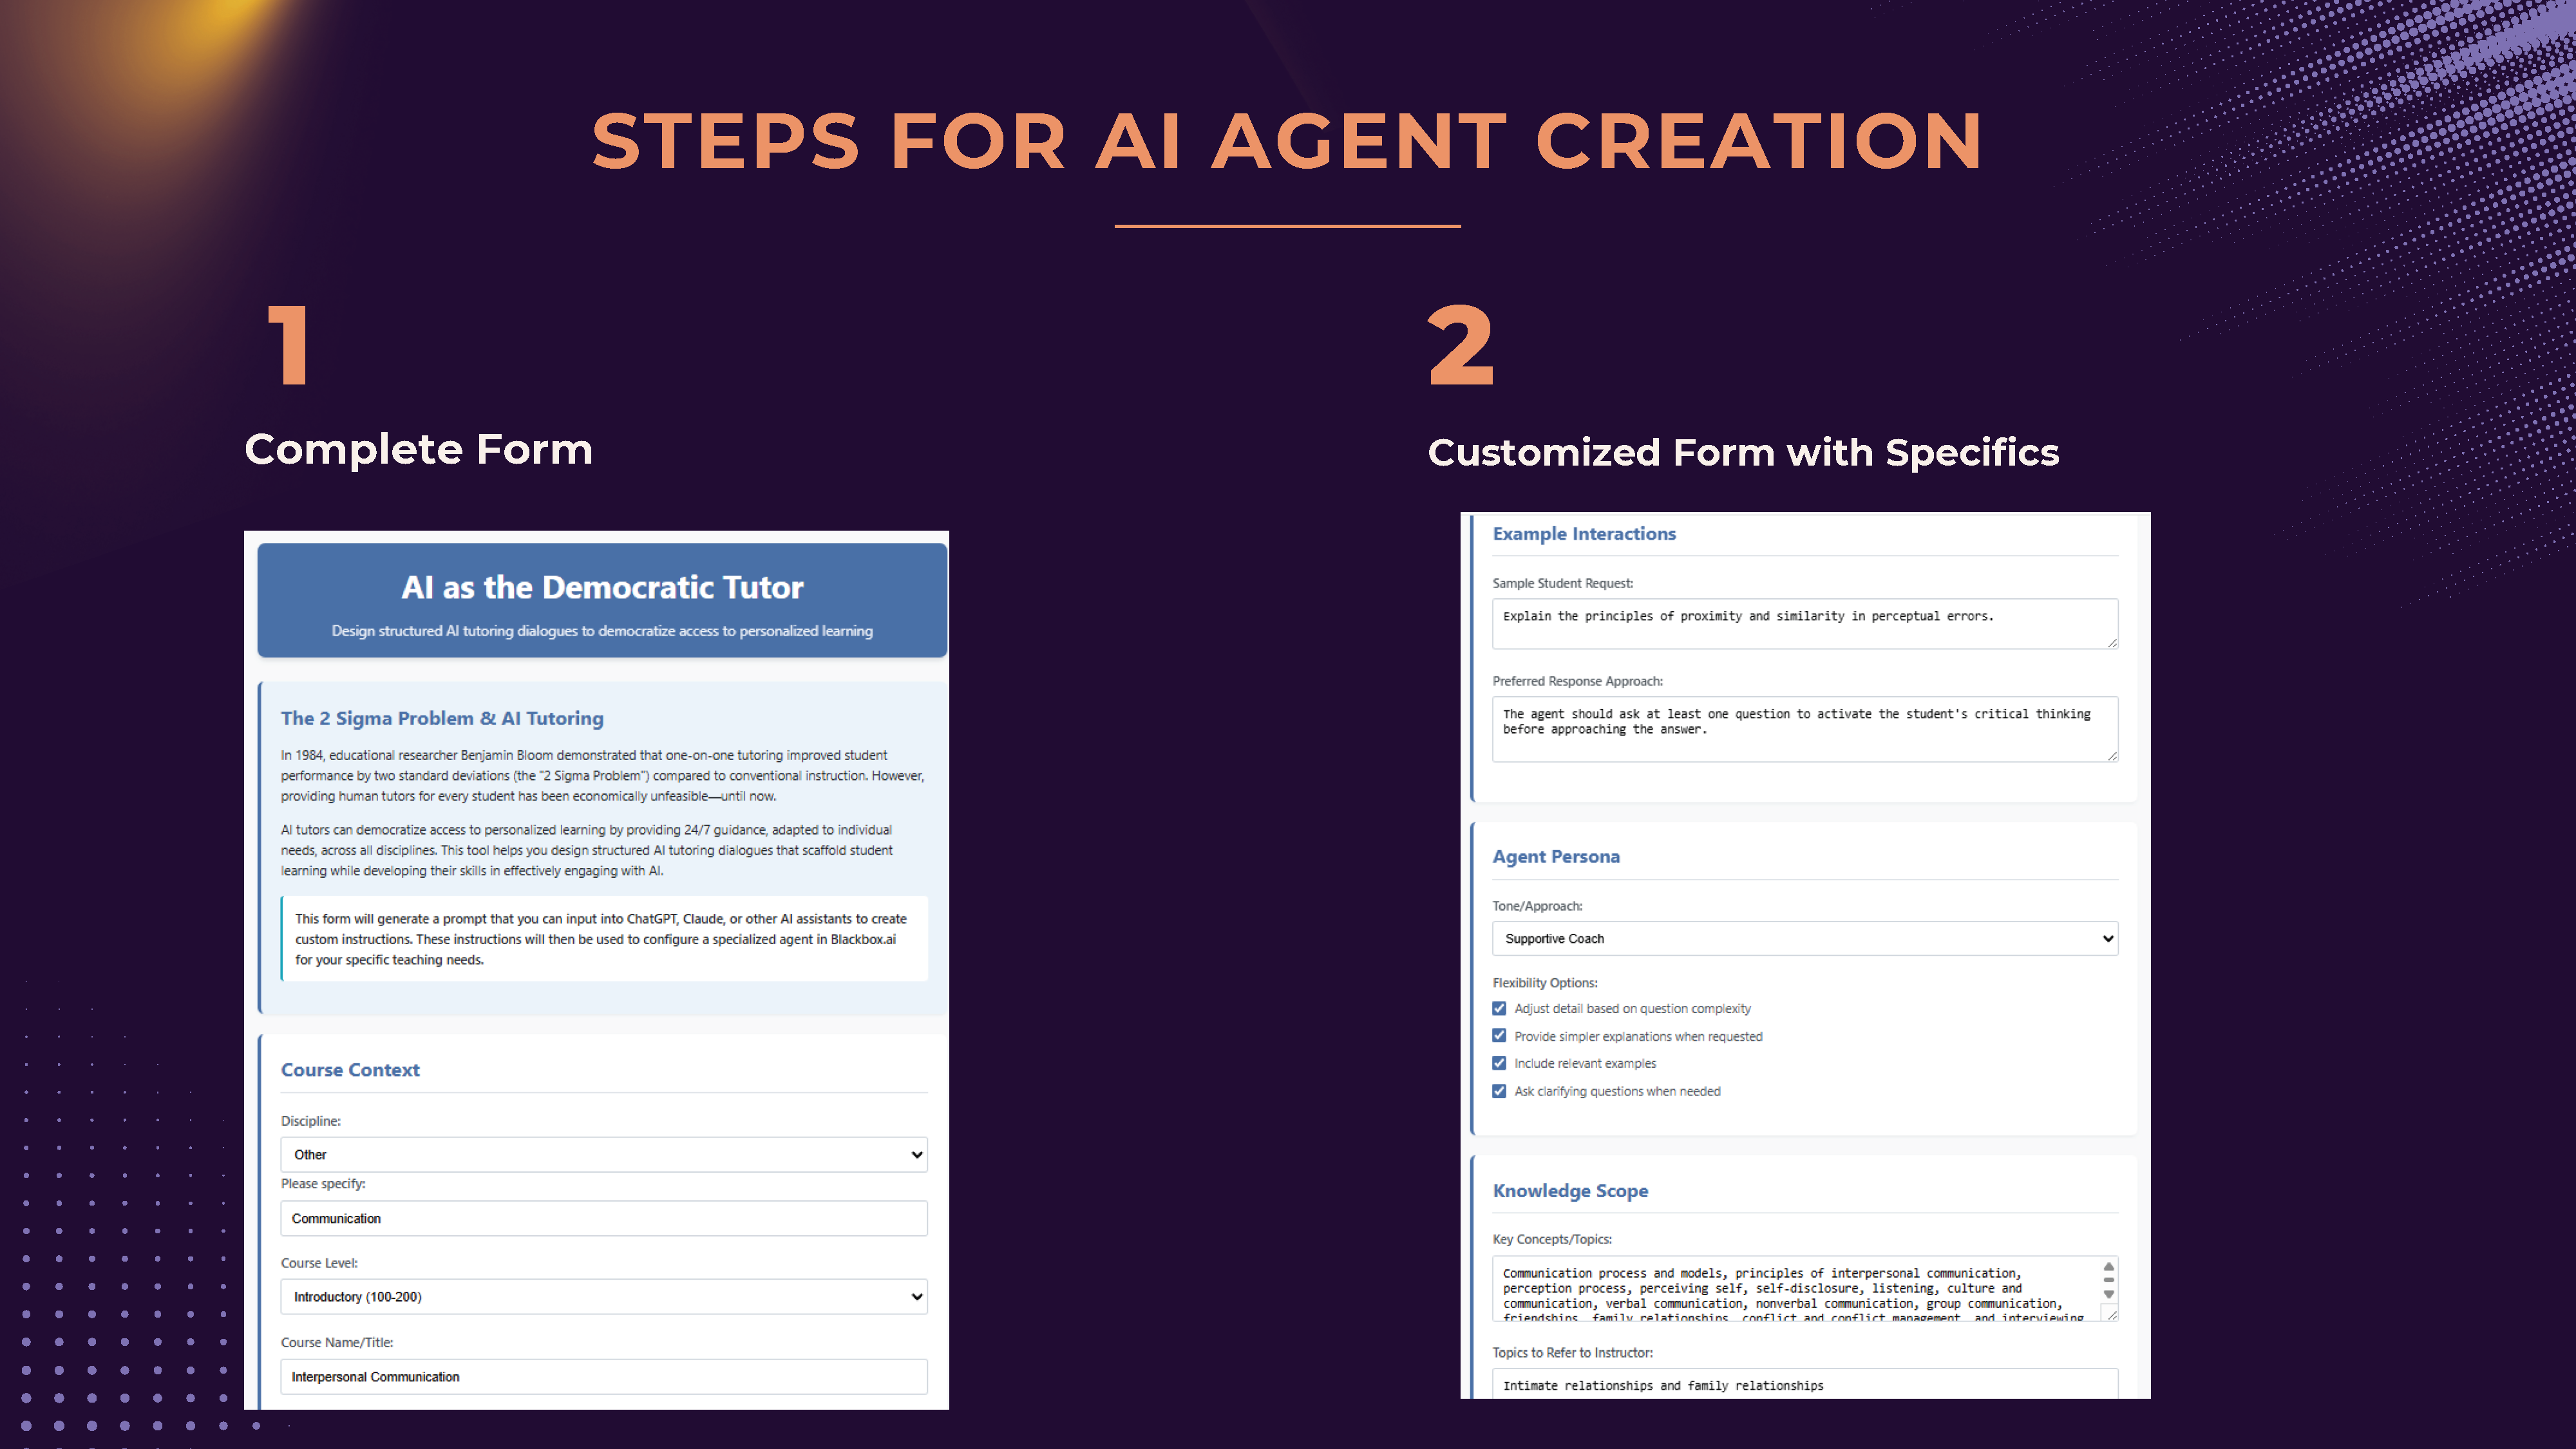 STEPS FOR AI AGENT CREATION
1
Complete Form
AI as the Democratic Tutor
Design structured AI tutoring dialogues to democratize access to personalized learning
The 2 Sigma Problem & AI Tutoring
In 1984, educational researcher Benjamin Bloom demonstrated that one-on-one tutoring improved student
performance by two standard deviations (the "2 Sigma Problem") compared to conventional instruction. However,
providing human tutors for every student has been economically unfeasible—until now.
AI tutors can democratize access to personalized learning by providing 24/7 guidance, adapted to individual
needs, across all disciplines. This tool helps you design structured AI tutoring dialogues that scaffold student
learning while developing their skills in effectively engaging with AI.
This form will generate a prompt that you can input into ChatGPT, Claude, or other AI assistants to create
custom instructions. These instructions will then be used to configure a specialized agent in Blackbox.ai
for your specific teaching needs.
Course Context
Discipline:
Other
Please specify:
Communication
Course Level:
Introductory (100-200)
Course Name/Title:
Interpersonal Communication
2
Customized Form with Specifics
Example Interactions
Sample Student Request:
Explain the principles of proximity and similarity in perceptual errors.
Preferred Response Approach:
The agent should ask at least one question to activate the student's critical thinking
before approaching the answer.
Agent Persona
Tone/Approach:
Supportive Coach
Flexibility Options:
Adjust detail based on question complexity
Provide simpler explanations when requested
Include relevant examples
Ask clarifying questions when needed
Knowledge Scope
Key Concepts/Topics:
Communication process and models, principles of interpersonal communication,
perception process, perceiving self, self-disclosure, listening, culture and
communication, verbal communication, nonverbal communication, group communication,
friendships, family relationships, conflict and conflict management, and interviewing
Topics to Refer to Instructor:
Intimate relationships and family relationships